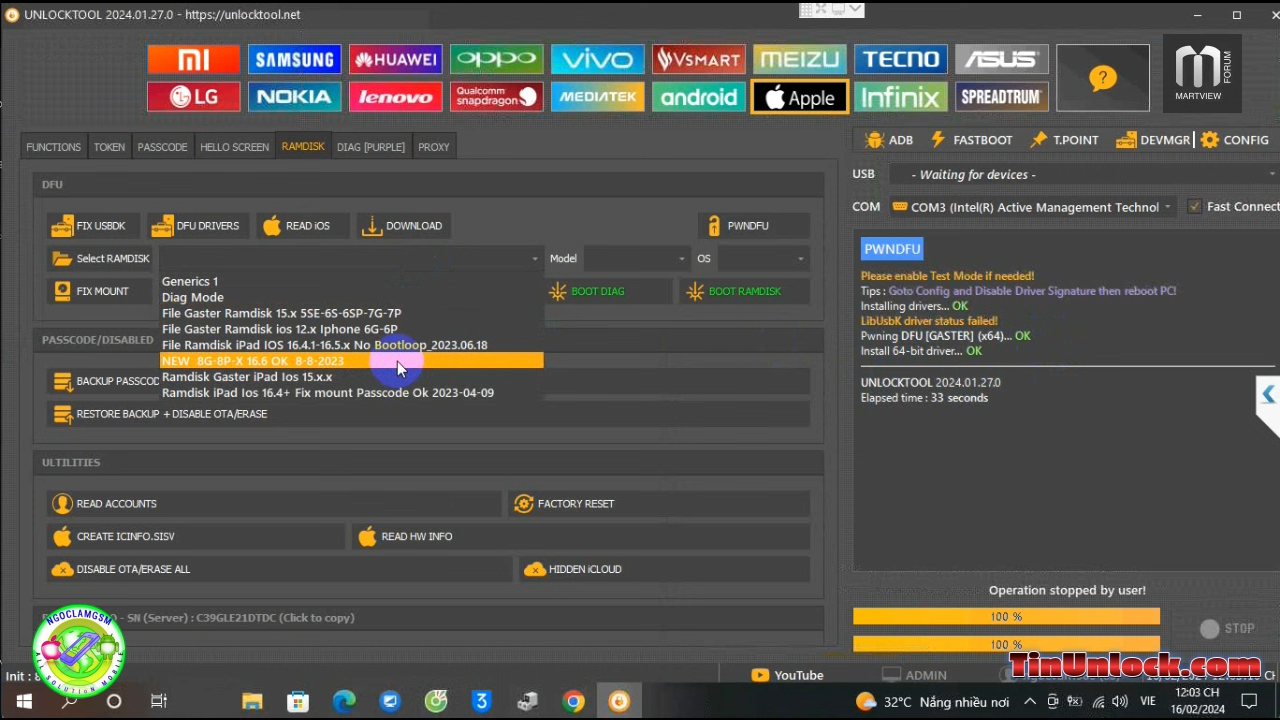 UNLOCKTOOL 2024.01.27.0 - https://unlocktool.net
MI SAMSUNG HUAWEI OPPO VIVO VSMART MEIZU TECNO ASUS
LG NOKIA lenovo Qualcomm snapdragon MEDIATEK android Apple Infinix SPREADTRUM
?
MARTVIEW FORUM
FUNCTIONS TOKEN PASSCODE HELLO SCREEN RAMDISK DIAG [PURPLE] PROXY
ADB FASTBOOT T.POINT DEVMGR CONFIG
USB - Waiting for devices -
COM COM3 (Intel(R) Active Management Technol Fast Connect
DFU
FIX USBDK DFU DRIVERS READ iOS DOWNLOAD PWNDFU
Select RAMDISK Model OS
FIX MOUNT BOOT DIAG BOOT RAMDISK
Generics 1
Diag Mode
File Gaster Ramdisk 15.x 5SE-6S-6SP-7G-7P
File Gaster Ramdisk ios 12.x Iphone 6G-6P
File Ramdisk iPad IOS 16.4.1-16.5.x No Bootloop_2023.06.18
NEW 8G-8P-X 16.6 OK 8-8-2023
Ramdisk Gaster iPad Ios 15.x.x
Ramdisk iPad Ios 16.4+ Fix mount Passcode Ok 2023-04-09
PASSCODE/DISABLED
BACKUP PASSCOD
RESTORE BACKUP + DISABLE OTA/ERASE
ULTILITIES
READ ACCOUNTS FACTORY RESET
CREATE ICINFO.SISV READ HW INFO
DISABLE OTA/ERASE ALL HIDDEN iCLOUD
- SN (Server) : C39GLE21DTDC (Click to copy)
PWNDFU
Please enable Test Mode if needed!
Tips : Goto Config and Disable Driver Signature then reboot PC!
Installing drivers... OK
LibUsbK driver status failed!
Pwning DFU [GASTER] (x64)... OK
Install 64-bit driver... OK
UNLOCKTOOL 2024.01.27.0
Elapsed time : 33 seconds
Operation stopped by user!
100 %
100 %
STOP
NGOCLAMGSM
TinUnlock.com
Init : 8
YouTube ADMIN
32°C Nắng nhiều nơi VIE 12:03 CH
16/02/2024